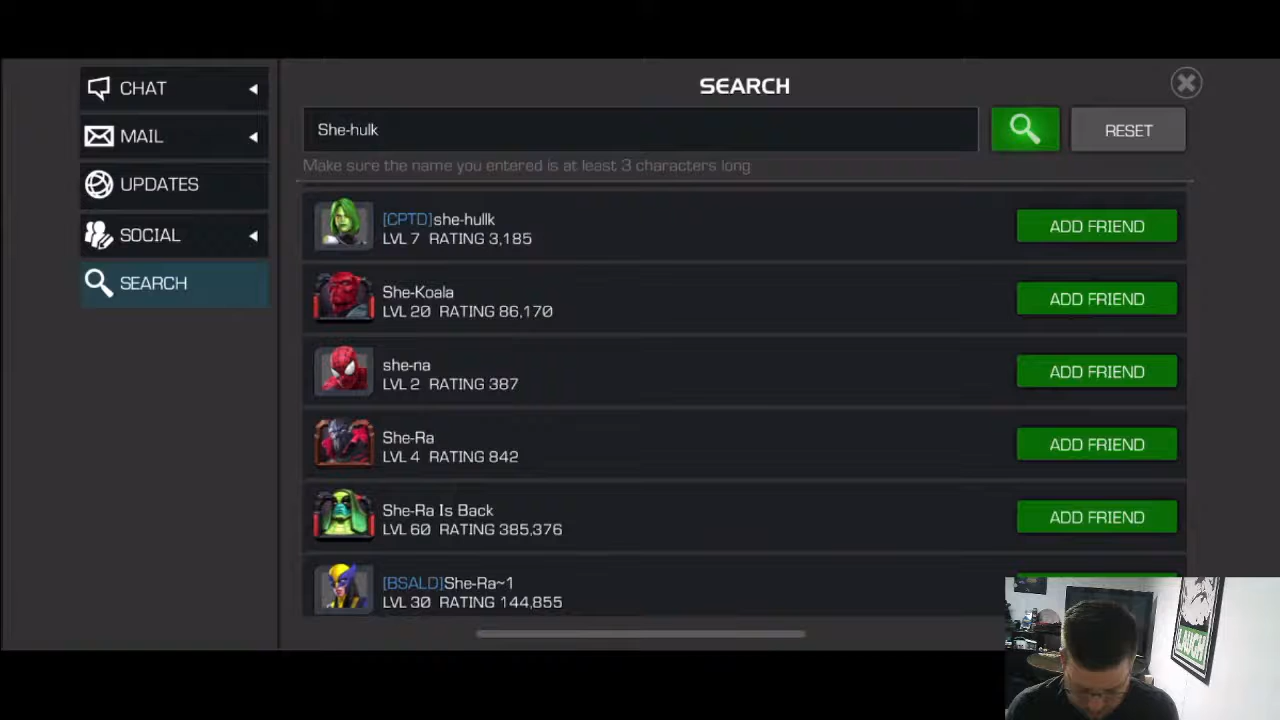 CHAT
MAIL
UPDATES
SOCIAL
SEARCH
SEARCH
She-hulk
RESET
Make sure the name you entered is at least 3 characters long
[CPTD]she-hullk
LVL 7 RATING 3,185
ADD FRIEND
She-Koala
LVL 20 RATING 86,170
ADD FRIEND
she-na
LVL 2 RATING 387
ADD FRIEND
She-Ra
LVL 4 RATING 842
ADD FRIEND
She-Ra Is Back
LVL 60 RATING 385,376
ADD FRIEND
[BSALD]She-Ra~1
LVL 30 RATING 144,855
LAUGH